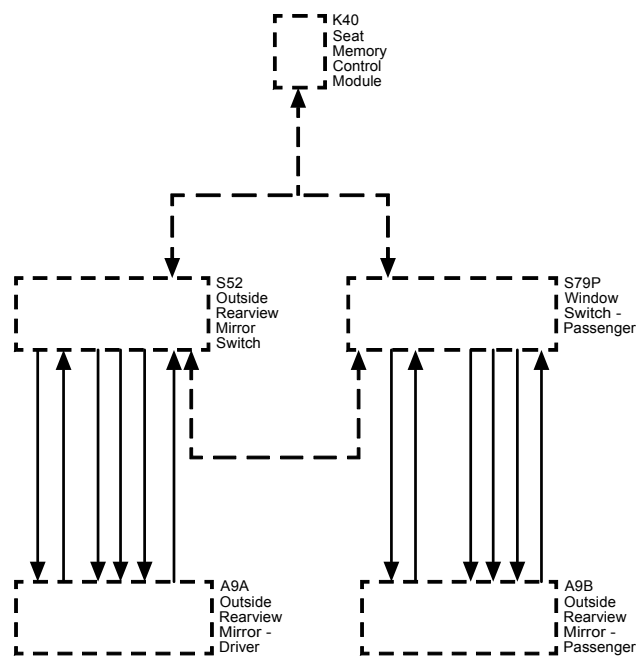 K40
Seat
Memory
Control
Module
S52
Outside
Rearview
Mirror
Switch
S79P
Window
Switch -
Passenger
A9A
Outside
Rearview
Mirror -
Driver
A9B
Outside
Rearview
Mirror -
Passenger